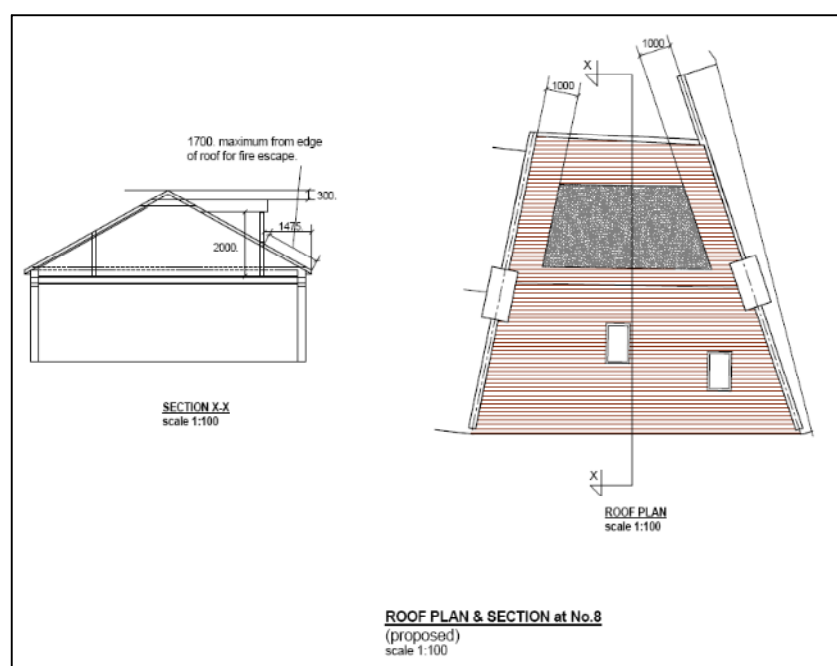 1700. maximum from edge
of roof for fire escape.
300.
1475.
2000.
SECTION X-X
scale 1:100
X
1000
1000
X
ROOF PLAN
scale 1:100
ROOF PLAN & SECTION at No.8
(proposed)
scale 1:100